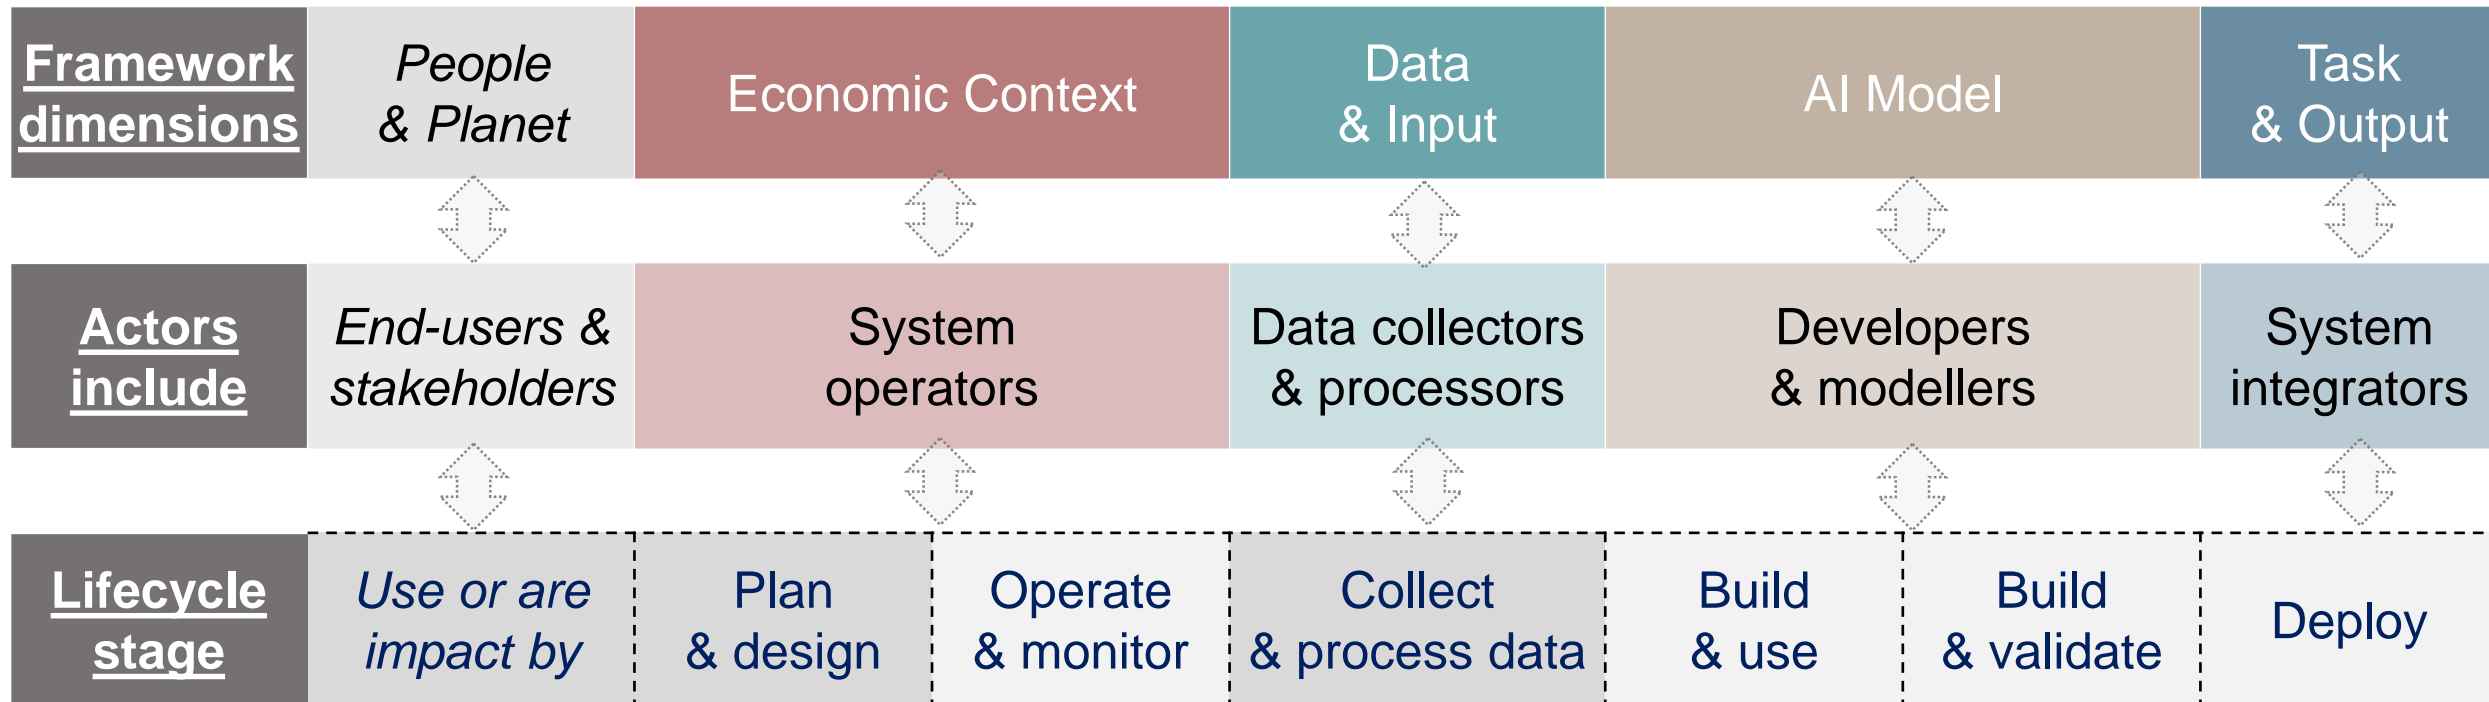 Framework
dimensions
People
& Planet
Economic Context
Data
& Input
AI Model
Task
& Output
Actors
include
End-users &
stakeholders
System
operators
Data collectors
& processors
Developers
& modellers
System
integrators
Lifecycle
stage
Use or are
impact by
Plan
& design
Operate
& monitor
Collect
& process data
Build
& use
Build
& validate
Deploy